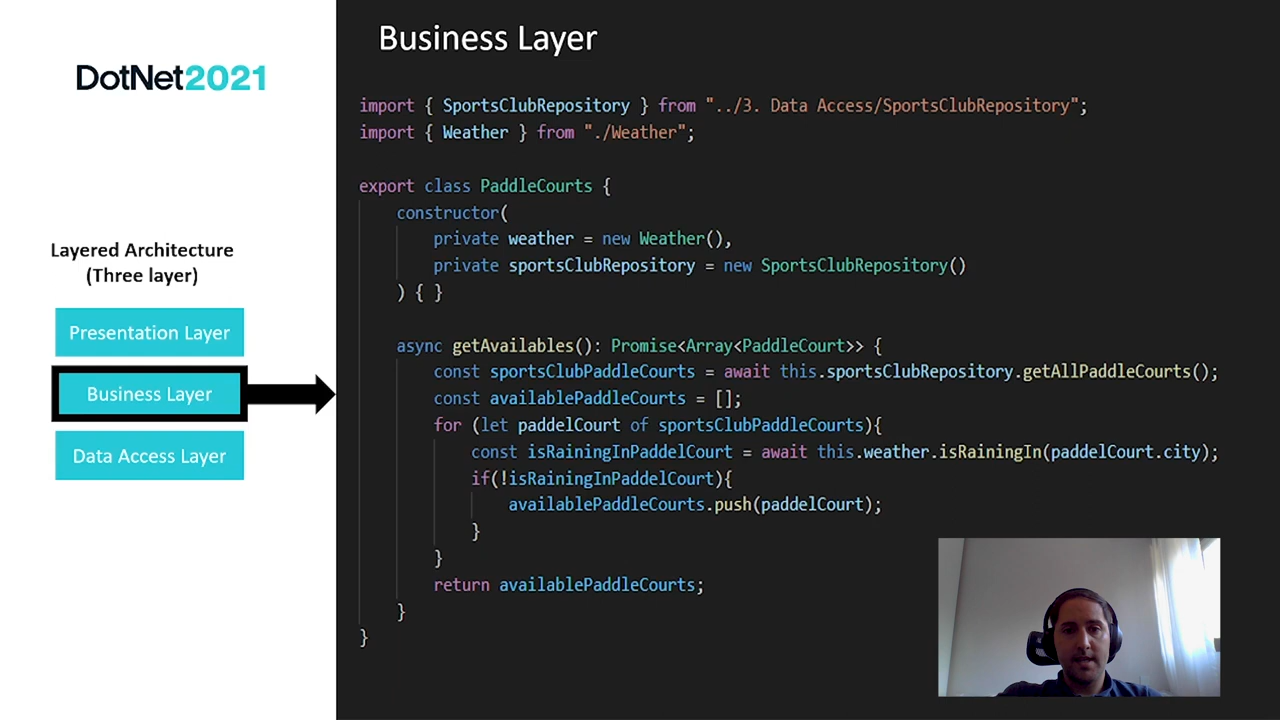 DotNet2021
Layered Architecture
(Three layer)
Presentation Layer
Business Layer
Data Access Layer
Business Layer
import { SportsClubRepository } from "../3. Data Access/SportsClubRepository";
import { Weather } from "./Weather";
export class PaddleCourts {
constructor(
private weather = new Weather(),
private sportsClubRepository = new SportsClubRepository()
) { }
async getAvailables(): Promise<Array<PaddleCourt>> {
const sportsClubPaddleCourts = await this.sportsClubRepository.getAllPaddleCourts();
const availablePaddleCourts = [];
for (let paddelCourt of sportsClubPaddleCourts){
const isRainingInPaddelCourt = await this.weather.isRainingIn(paddelCourt.city);
if(!isRainingInPaddelCourt){
availablePaddleCourts.push(paddelCourt);
}
}
return availablePaddleCourts;
}
}